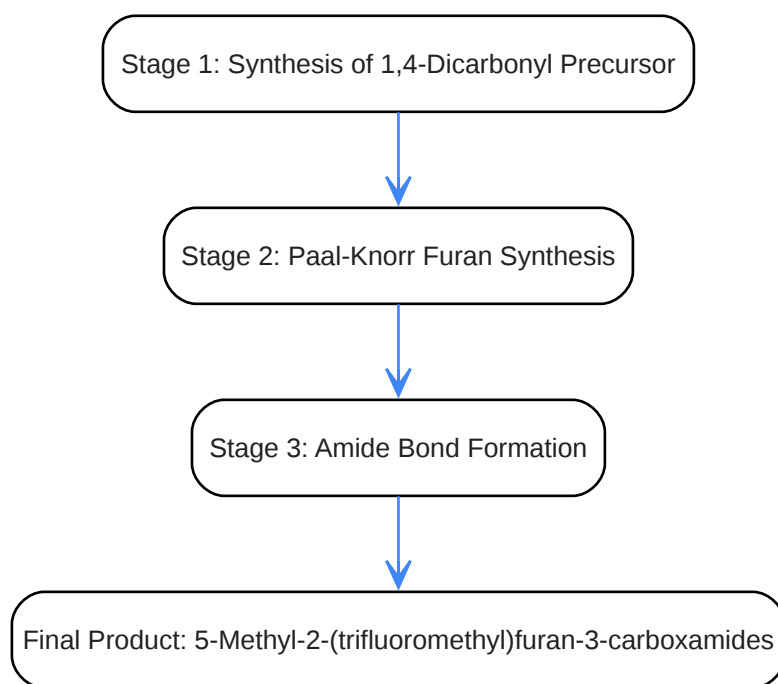 Stage 1: Synthesis of 1,4-Dicarbonyl Precursor
Stage 2: Paal-Knorr Furan Synthesis
Stage 3: Amide Bond Formation
Final Product: 5-Methyl-2-(trifluoromethyl)furan-3-carboxamides